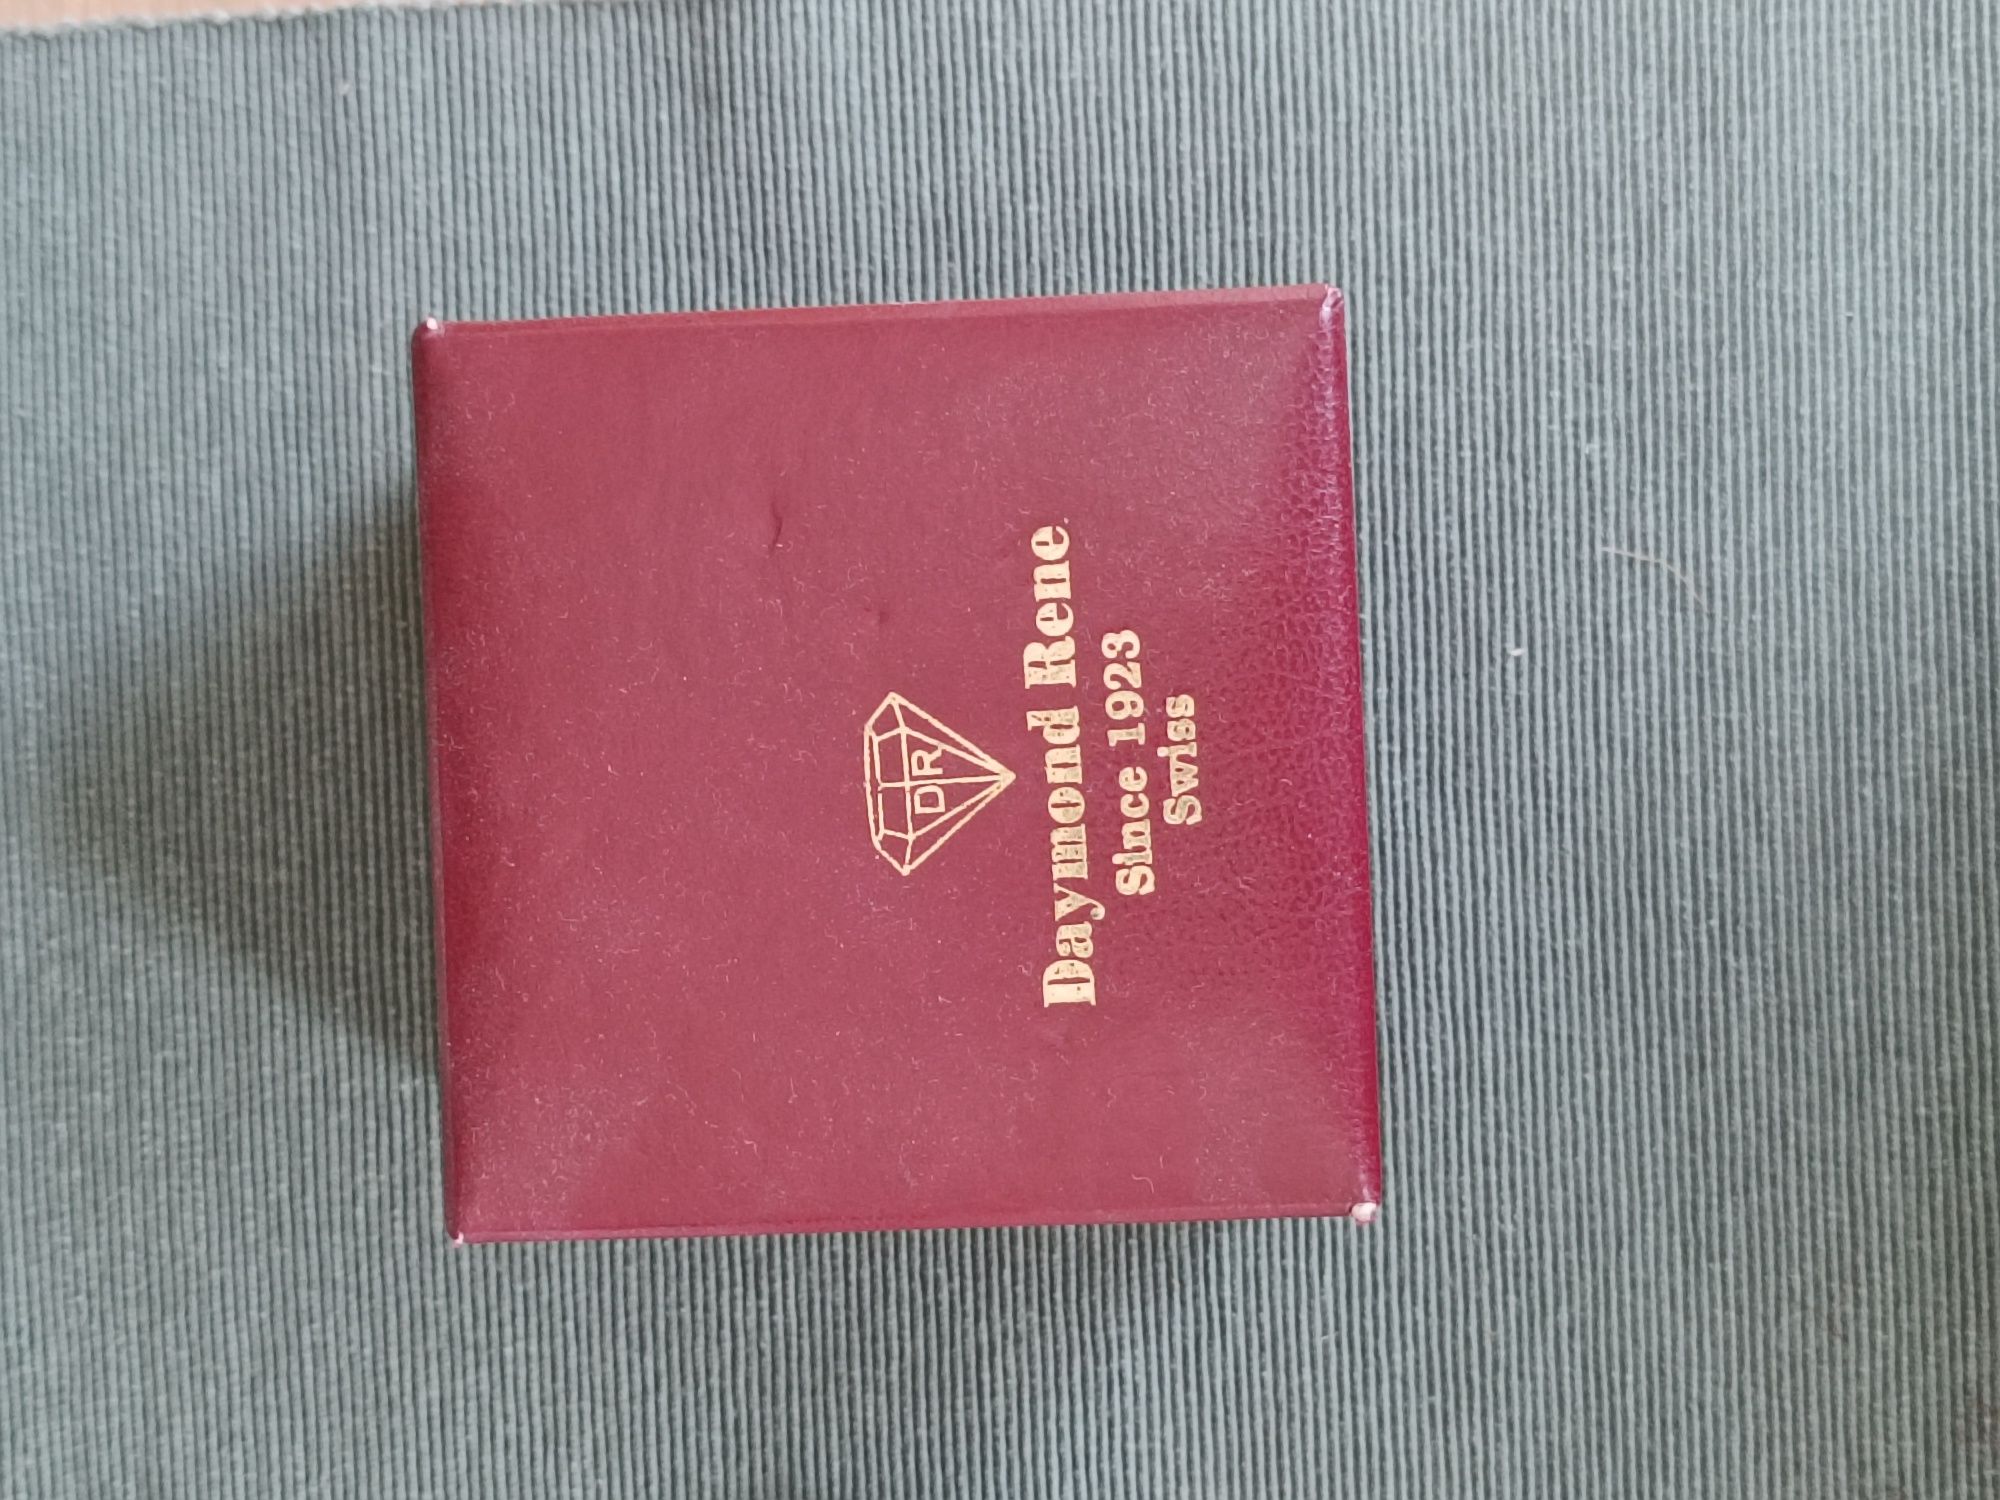 DR
Daymond Rene
Since 1923
Swiss